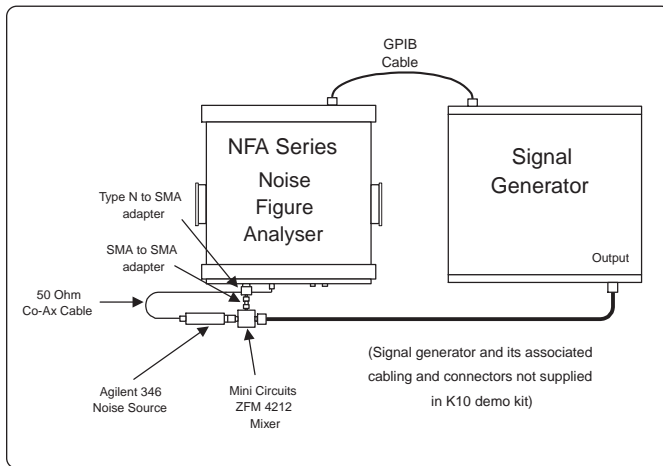 GPIB
Cable
NFA Series
Noise
Figure
Analyser
Signal
Generator
Output
Type N to SMA
adapter
SMA to SMA
adapter
50 Ohm
Co-Ax Cable
Agilent 346
Noise Source
Mini Circuits
ZFM 4212
Mixer
(Signal generator and its associated
cabling and connectors not supplied
in K10 demo kit)